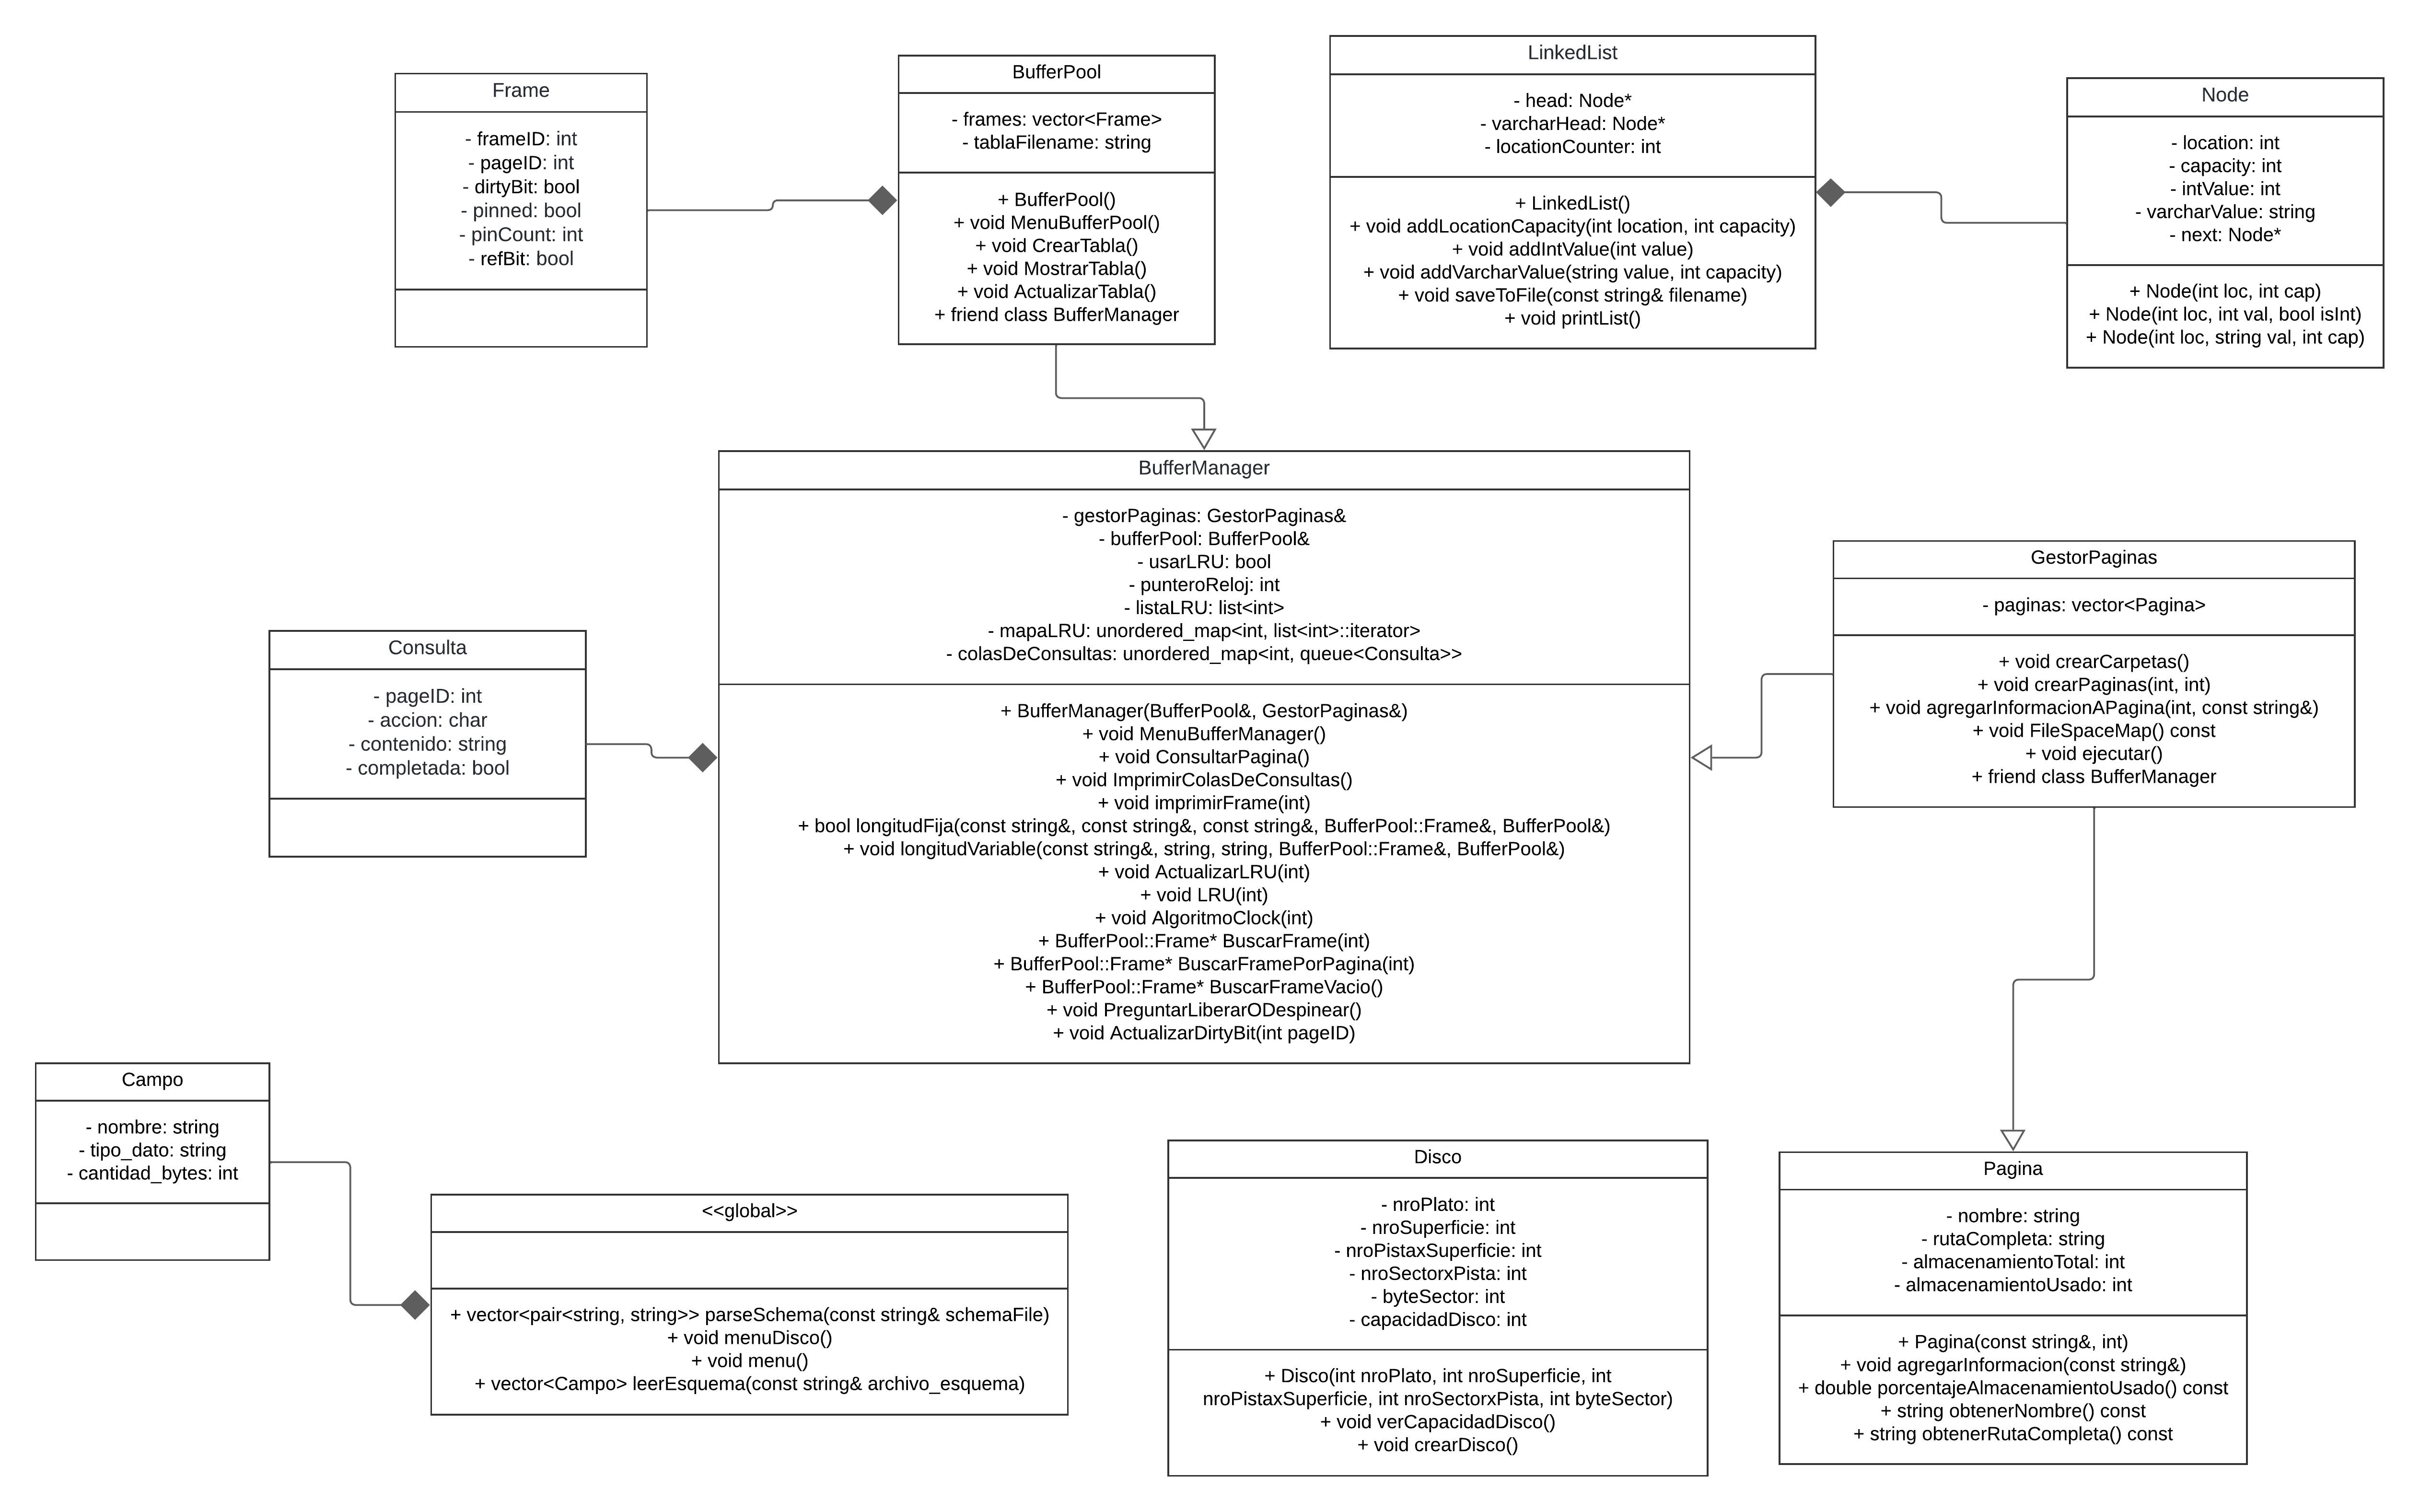 Frame
- frameID: int
- pageID: int
- dirtyBit: bool
- pinned: bool
- pinCount: int
- refBit: bool
BufferPool
- frames: vector<Frame>
- tablaFilename: string
+ BufferPool()
+ void MenuBufferPool()
+ void CrearTabla()
+ void MostrarTabla()
+ void ActualizarTabla()
+ friend class BufferManager
LinkedList
- head: Node*
- varcharHead: Node*
- locationCounter: int
+ LinkedList()
+ void addLocationCapacity(int location, int capacity)
+ void addIntValue(int value)
+ void addVarcharValue(string value, int capacity)
+ void saveToFile(const string& filename)
+ void printList()
Node
- location: int
- capacity: int
- intValue: int
- varcharValue: string
- next: Node*
+ Node(int loc, int cap)
+ Node(int loc, int val, bool isInt)
+ Node(int loc, string val, int cap)
BufferManager
- gestorPaginas: GestorPaginas&
- bufferPool: BufferPool&
- usarLRU: bool
- punteroReloj: int
- listaLRU: list<int>
- mapaLRU: unordered_map<int, list<int>::iterator>
- colasDeConsultas: unordered_map<int, queue<Consulta>>
+ BufferManager(BufferPool&, GestorPaginas&)
+ void MenuBufferManager()
+ void ConsultarPagina()
+ void ImprimirColasDeConsultas()
+ void imprimirFrame(int)
+ bool longitudFija(const string&, const string&, const string&, BufferPool::Frame&, BufferPool&)
+ void longitudVariable(const string&, string, string, BufferPool::Frame&, BufferPool&)
+ void ActualizarLRU(int)
+ void LRU(int)
+ void AlgoritmoClock(int)
+ BufferPool::Frame* BuscarFrame(int)
+ BufferPool::Frame* BuscarFramePorPagina(int)
+ BufferPool::Frame* BuscarFrameVacio()
+ void PreguntarLiberarODespinear()
+ void ActualizarDirtyBit(int pageID)
GestorPaginas
- paginas: vector<Pagina>
+ void crearCarpetas()
+ void crearPaginas(int, int)
+ void agregarInformacionAPagina(int, const string&)
+ void FileSpaceMap() const
+ void ejecutar()
+ friend class BufferManager
Consulta
- pageID: int
- accion: char
- contenido: string
- completada: bool
Campo
- nombre: string
- tipo_dato: string
- cantidad_bytes: int
<<global>>
+ vector<pair<string, string>> parseSchema(const string& schemaFile)
+ void menuDisco()
+ void menu()
+ vector<Campo> leerEsquema(const string& archivo_esquema)
Disco
- nroPlato: int
- nroSuperficie: int
- nroPistaxSuperficie: int
- nroSectorxPista: int
- byteSector: int
- capacidadDisco: int
+ Disco(int nroPlato, int nroSuperficie, int
nroPistaxSuperficie, int nroSectorxPista, int byteSector)
+ void verCapacidadDisco()
+ void crearDisco()
Pagina
- nombre: string
- rutaCompleta: string
- almacenamientoTotal: int
- almacenamientoUsado: int
+ Pagina(const string&, int)
+ void agregarInformacion(const string&)
+ double porcentajeAlmacenamientoUsado() const
+ string obtenerNombre() const
+ string obtenerRutaCompleta() const